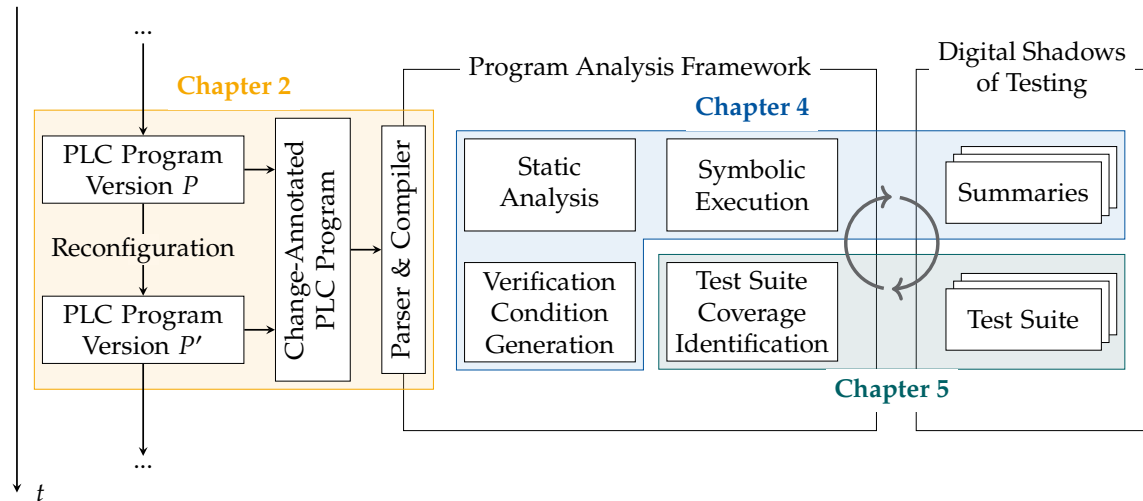 ...
Chapter 2
PLC Program
Version P
Reconfiguration
PLC Program
Version P′
...
t
Change-Annotated
PLC Program
Parser & Compiler
Program Analysis Framework
Chapter 4
Static
Analysis
Symbolic
Execution
Verification
Condition
Generation
Test Suite
Coverage
Identification
Digital Shadows
of Testing
Summaries
Test Suite
Chapter 5